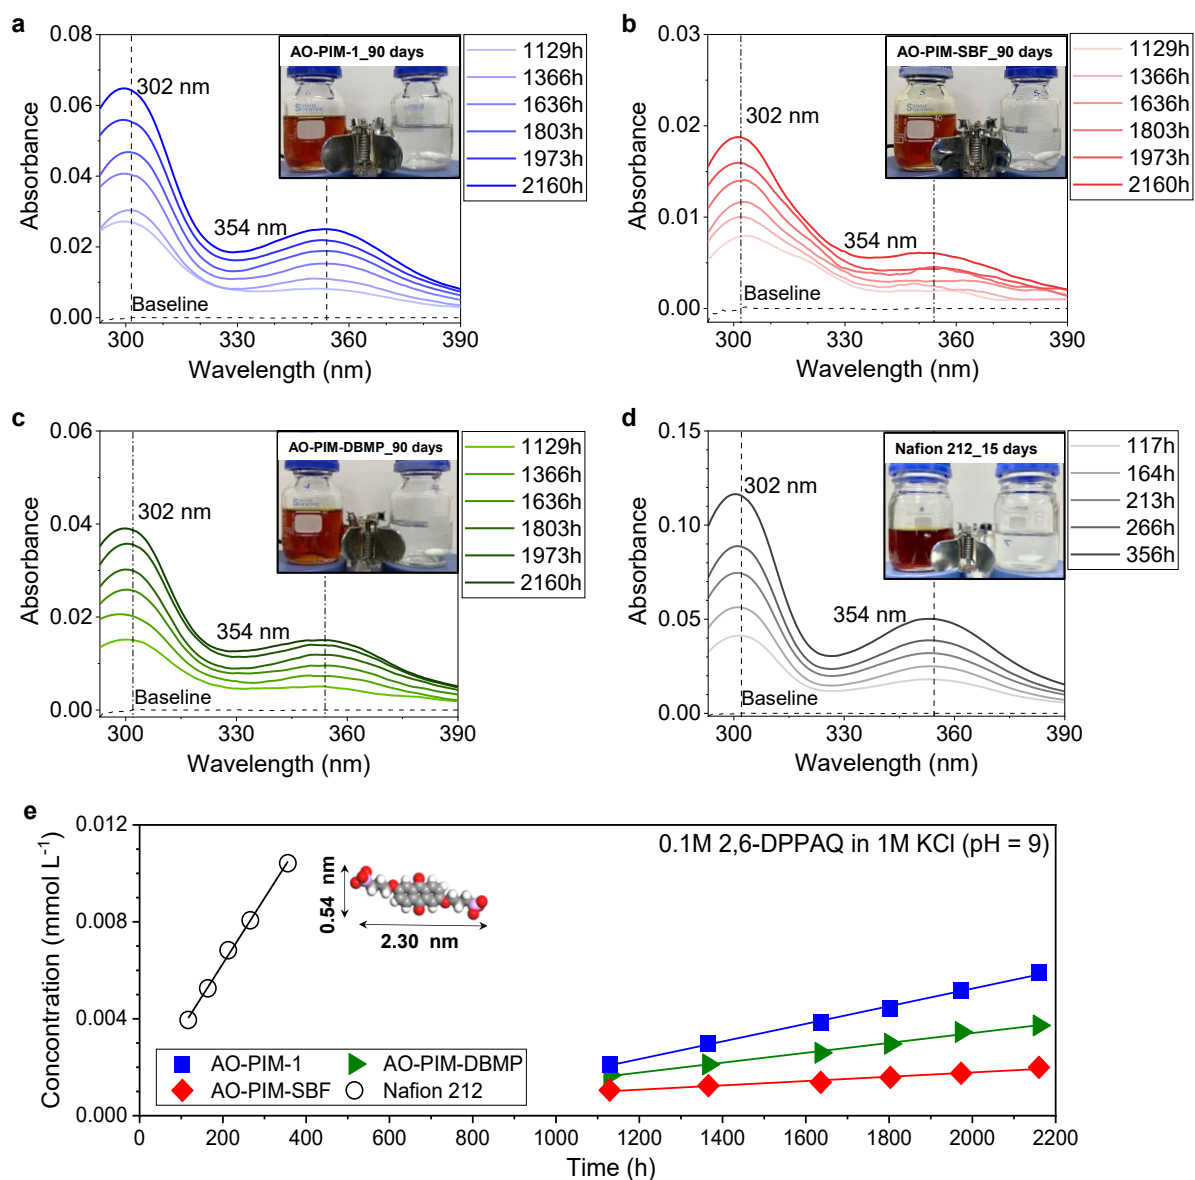 a
AO-PIM-1_90 days
302 nm
354 nm
Baseline
Absorbance
0.08
0.06
0.04
0.02
0.00
300 330 360 390
Wavelength (nm)
1129h
1366h
1636h
1803h
1973h
2160h
b
AO-PIM-SBF_90 days
302 nm
354 nm
Baseline
Absorbance
0.03
0.02
0.01
0.00
300 330 360 390
Wavelength (nm)
1129h
1366h
1636h
1803h
1973h
2160h
c
AO-PIM-DBMP_90 days
302 nm
354 nm
Baseline
Absorbance
0.06
0.04
0.02
0.00
300 330 360 390
Wavelength (nm)
1129h
1366h
1636h
1803h
1973h
2160h
d
Nafion 212_15 days
302 nm
354 nm
Baseline
Absorbance
0.15
0.10
0.05
0.00
300 330 360 390
Wavelength (nm)
117h
164h
213h
266h
356h
e
0.1M 2,6-DPPAQ in 1M KCl (pH = 9)
0.54 nm
2.30 nm
Concontration (mmol L⁻¹)
0.012
0.008
0.004
0.000
AO-PIM-1
AO-PIM-DBMP
AO-PIM-SBF
Nafion 212
0 200 400 600 800 1000 1200 1400 1600 1800 2000 2200
Time (h)